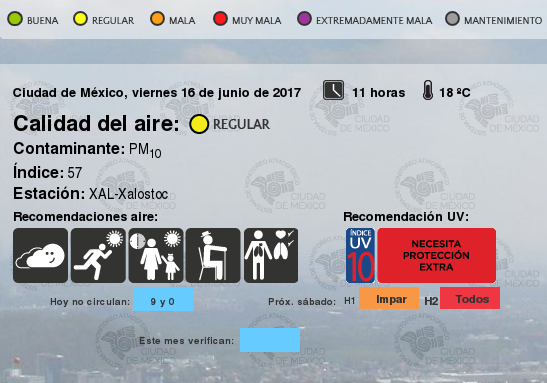 BUENA REGULAR MALA MUY MALA EXTREMADAMENTE MALA MANTENIMIENTO
Ciudad de México, viernes 16 de junio de 2017 11 horas 18 ºC
Calidad del aire: REGULAR
Contaminante: PM10
Índice: 57
Estación: XAL-Xalostoc
Recomendaciones aire: Recomendación UV:
ÍNDICE
UV
10
NECESITA
PROTECCIÓN
EXTRA
Hoy no circulan: 9 y 0 Próx. sábado: H1 Impar H2 Todos
Este mes verifican:
CIUDAD
DE MÉXICO